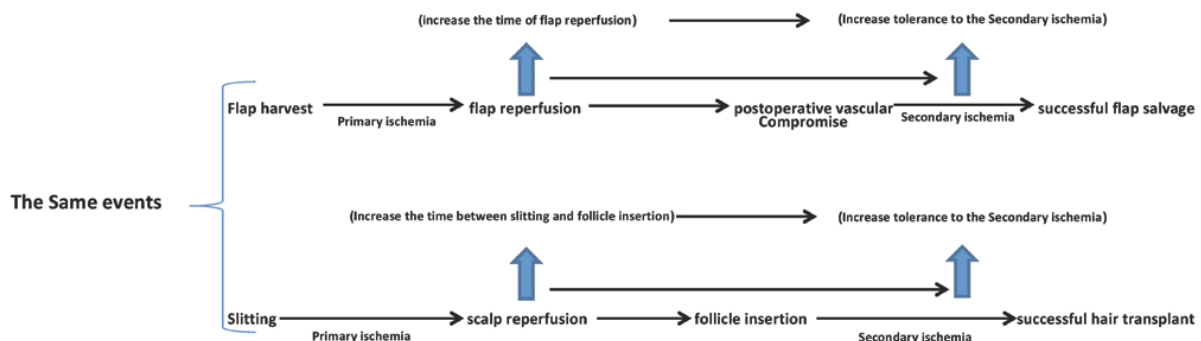 (increase the time of flap reperfusion) (Increase tolerance to the Secondary ischemia)
Flap harvest flap reperfusion postoperative vascular successful flap salvage
Primary ischemia Compromise Secondary ischemia
The Same events
(Increase the time between slitting and follicle insertion) (Increase tolerance to the Secondary ischemia)
Slitting scalp reperfusion follicle insertion successful hair transplant
Primary ischemia Secondary ischemia